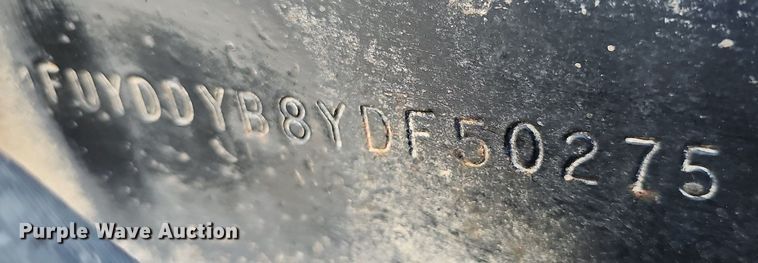 1FUYDDYB8YDF50275
Purple Wave Auction